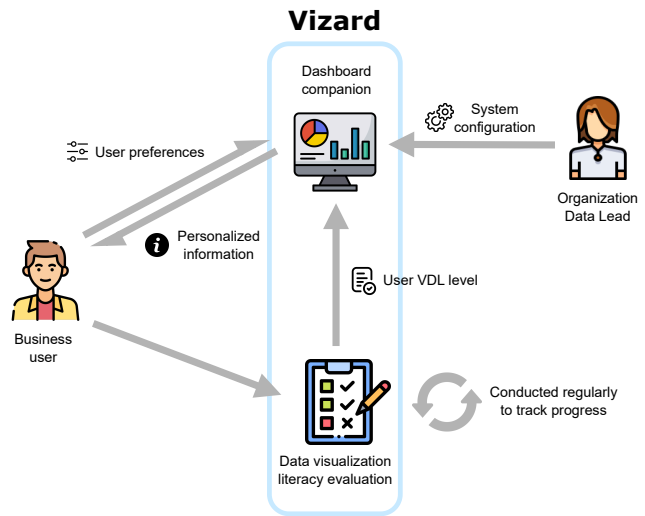 Vizard
Dashboard
companion
System
configuration
User preferences
Organization
Data Lead
Personalized
information
User VDL level
Business
user
Conducted regularly
to track progress
Data visualization
literacy evaluation